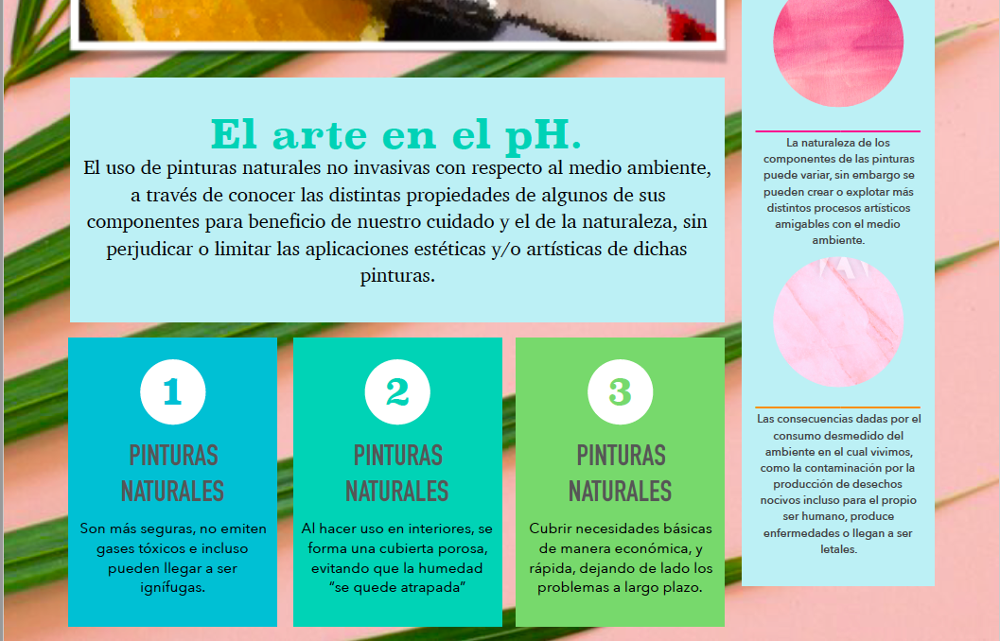 El arte en el pH.
El uso de pinturas naturales no invasivas con respecto al medio ambiente,
a través de conocer las distintas propiedades de algunos de sus
componentes para beneficio de nuestro cuidado y el de la naturaleza, sin
perjudicar o limitar las aplicaciones estéticas y/o artísticas de dichas
pinturas.
1
PINTURAS
NATURALES
Son más seguras, no emiten
gases tóxicos e incluso
pueden llegar a ser
ignífugas.
2
PINTURAS
NATURALES
Al hacer uso en interiores, se
forma una cubierta porosa,
evitando que la humedad
“se quede atrapada”
3
PINTURAS
NATURALES
Cubrir necesidades básicas
de manera económica, y
rápida, dejando de lado los
problemas a largo plazo.
La naturaleza de los
componentes de las pinturas
puede variar, sin embargo se
pueden crear o explotar más
distintos procesos artísticos
amigables con el medio
ambiente.
Las consecuencias dadas por el
consumo desmedido del
ambiente en el cual vivimos,
como la contaminación por la
producción de desechos
nocivos incluso para el propio
ser humano, produce
enfermedades o llegan a ser
letales.